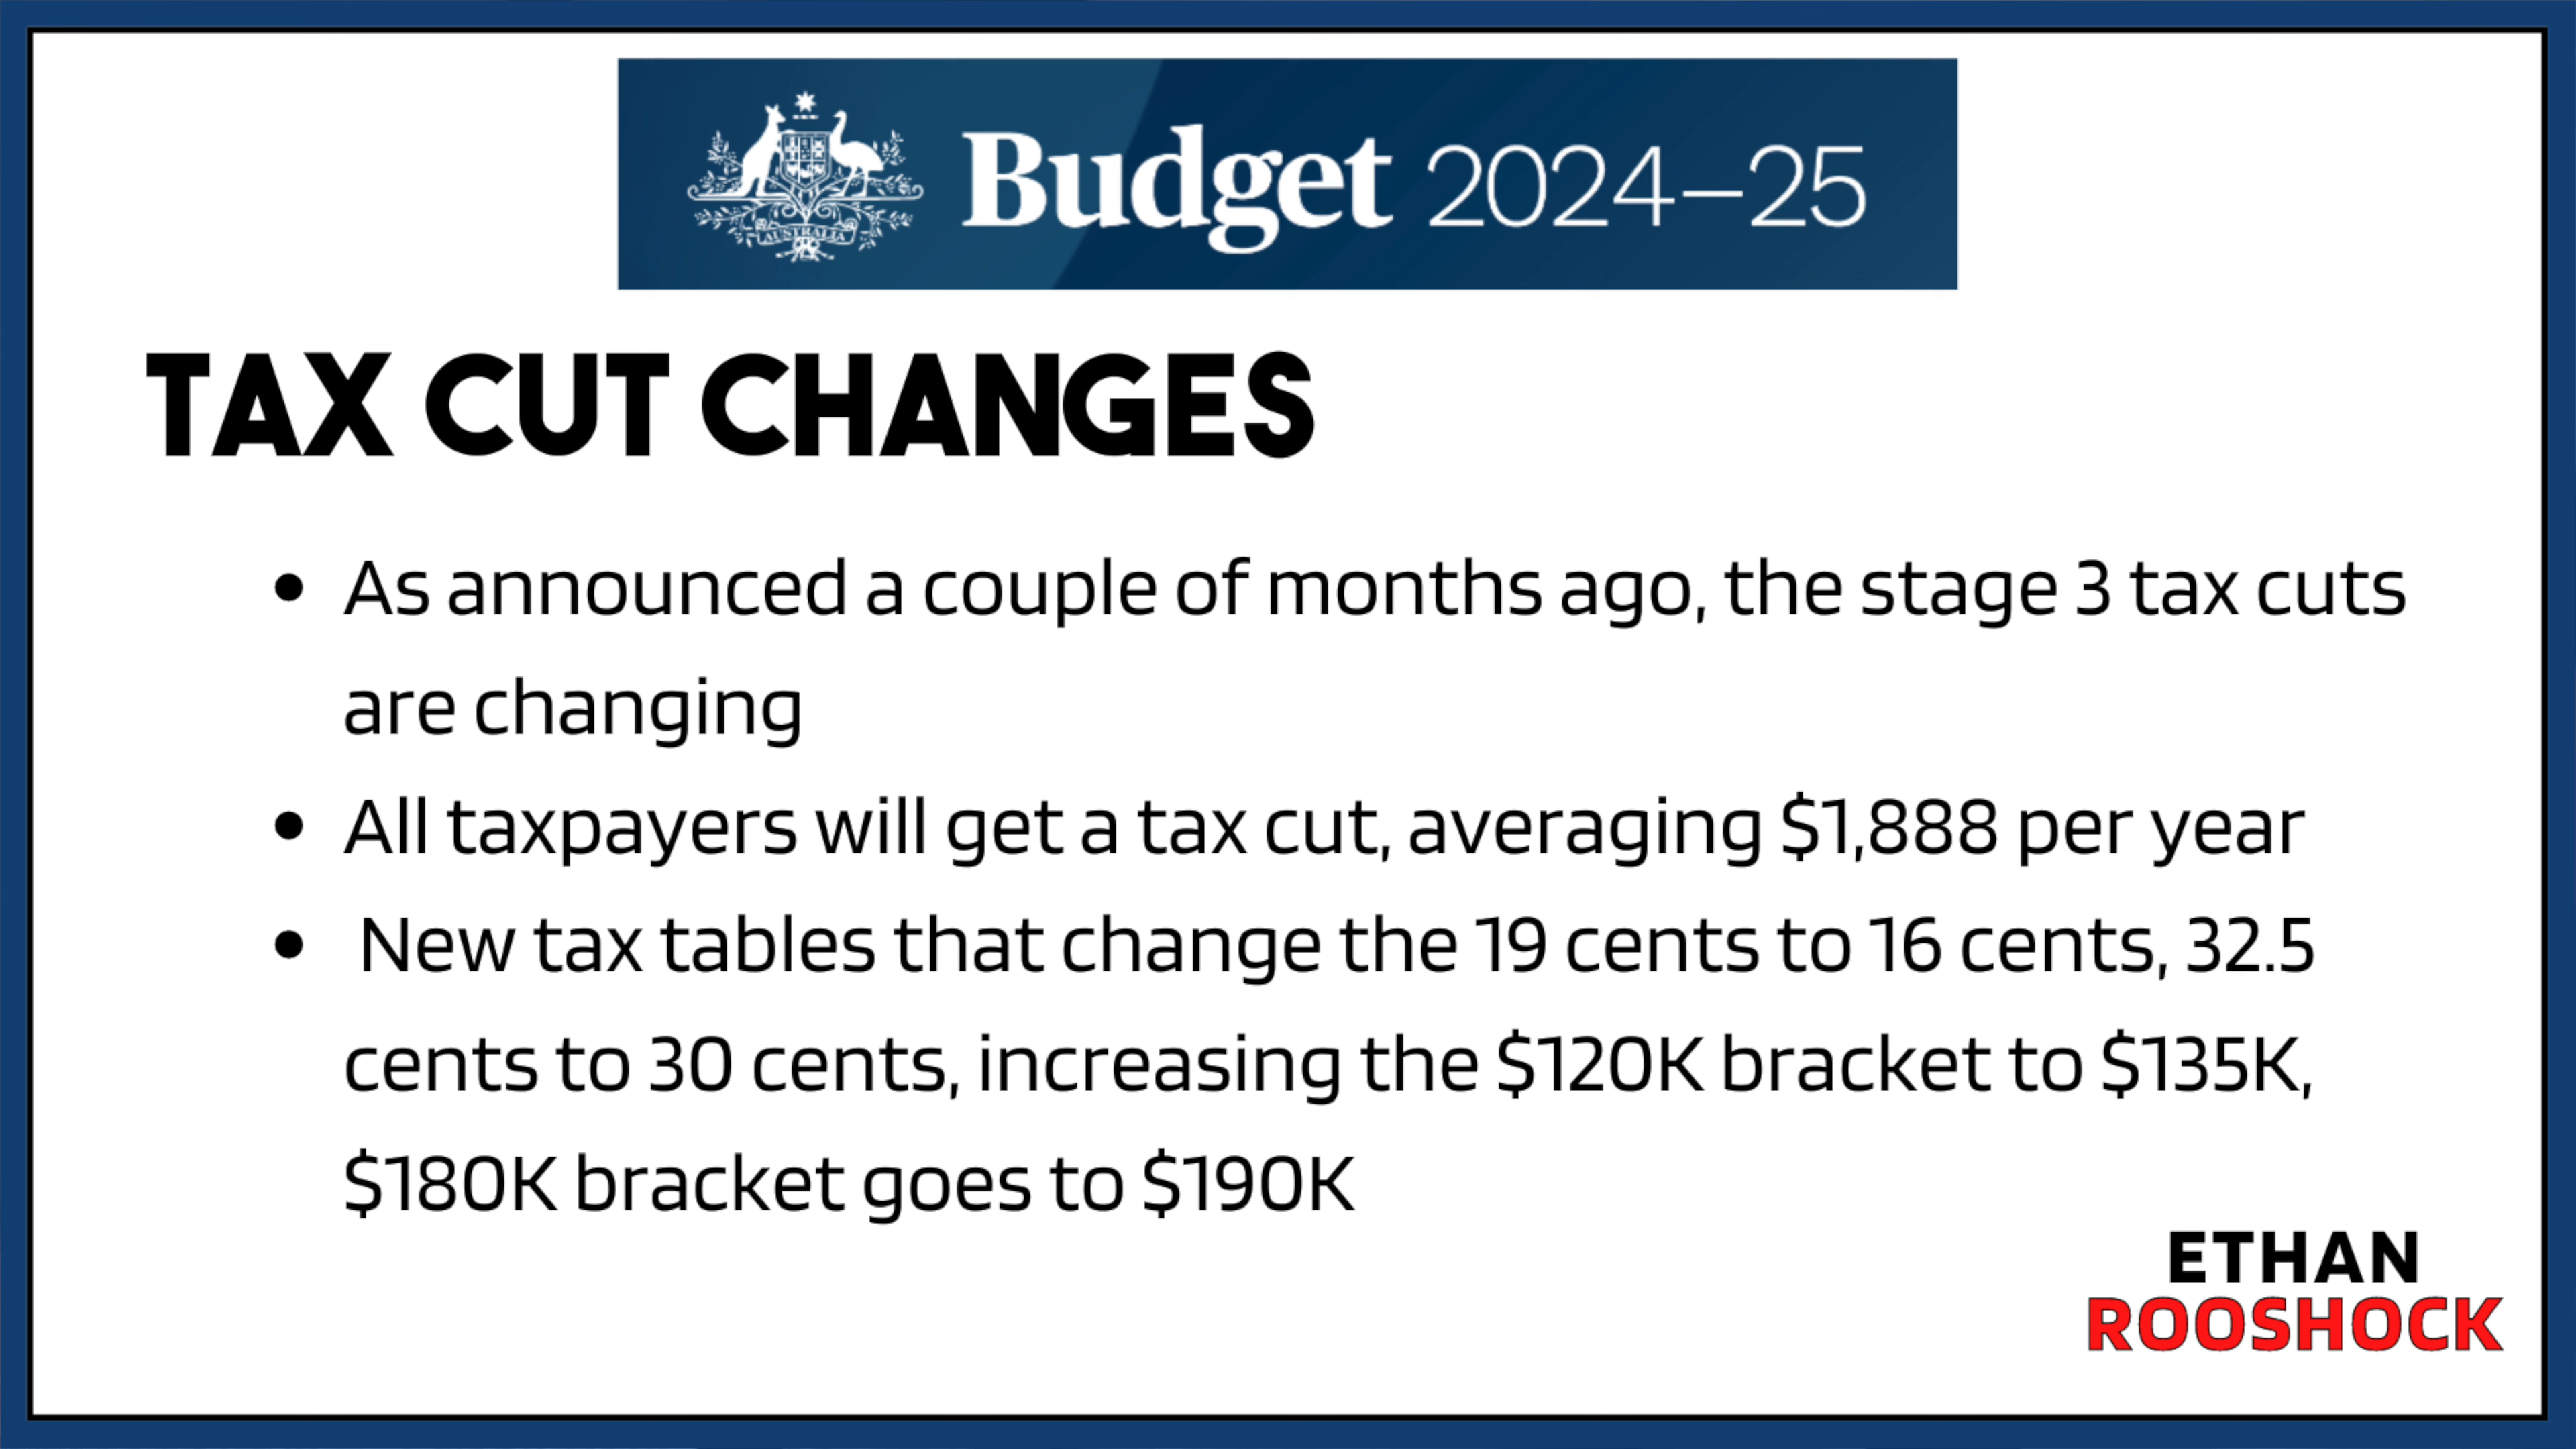 AUSTRALIA
Budget 2024–25
TAX CUT CHANGES
• As announced a couple of months ago, the stage 3 tax cuts
are changing
• All taxpayers will get a tax cut, averaging $1,888 per year
• New tax tables that change the 19 cents to 16 cents, 32.5
cents to 30 cents, increasing the $120K bracket to $135K,
$180K bracket goes to $190K
ETHAN
ROOSHOCK